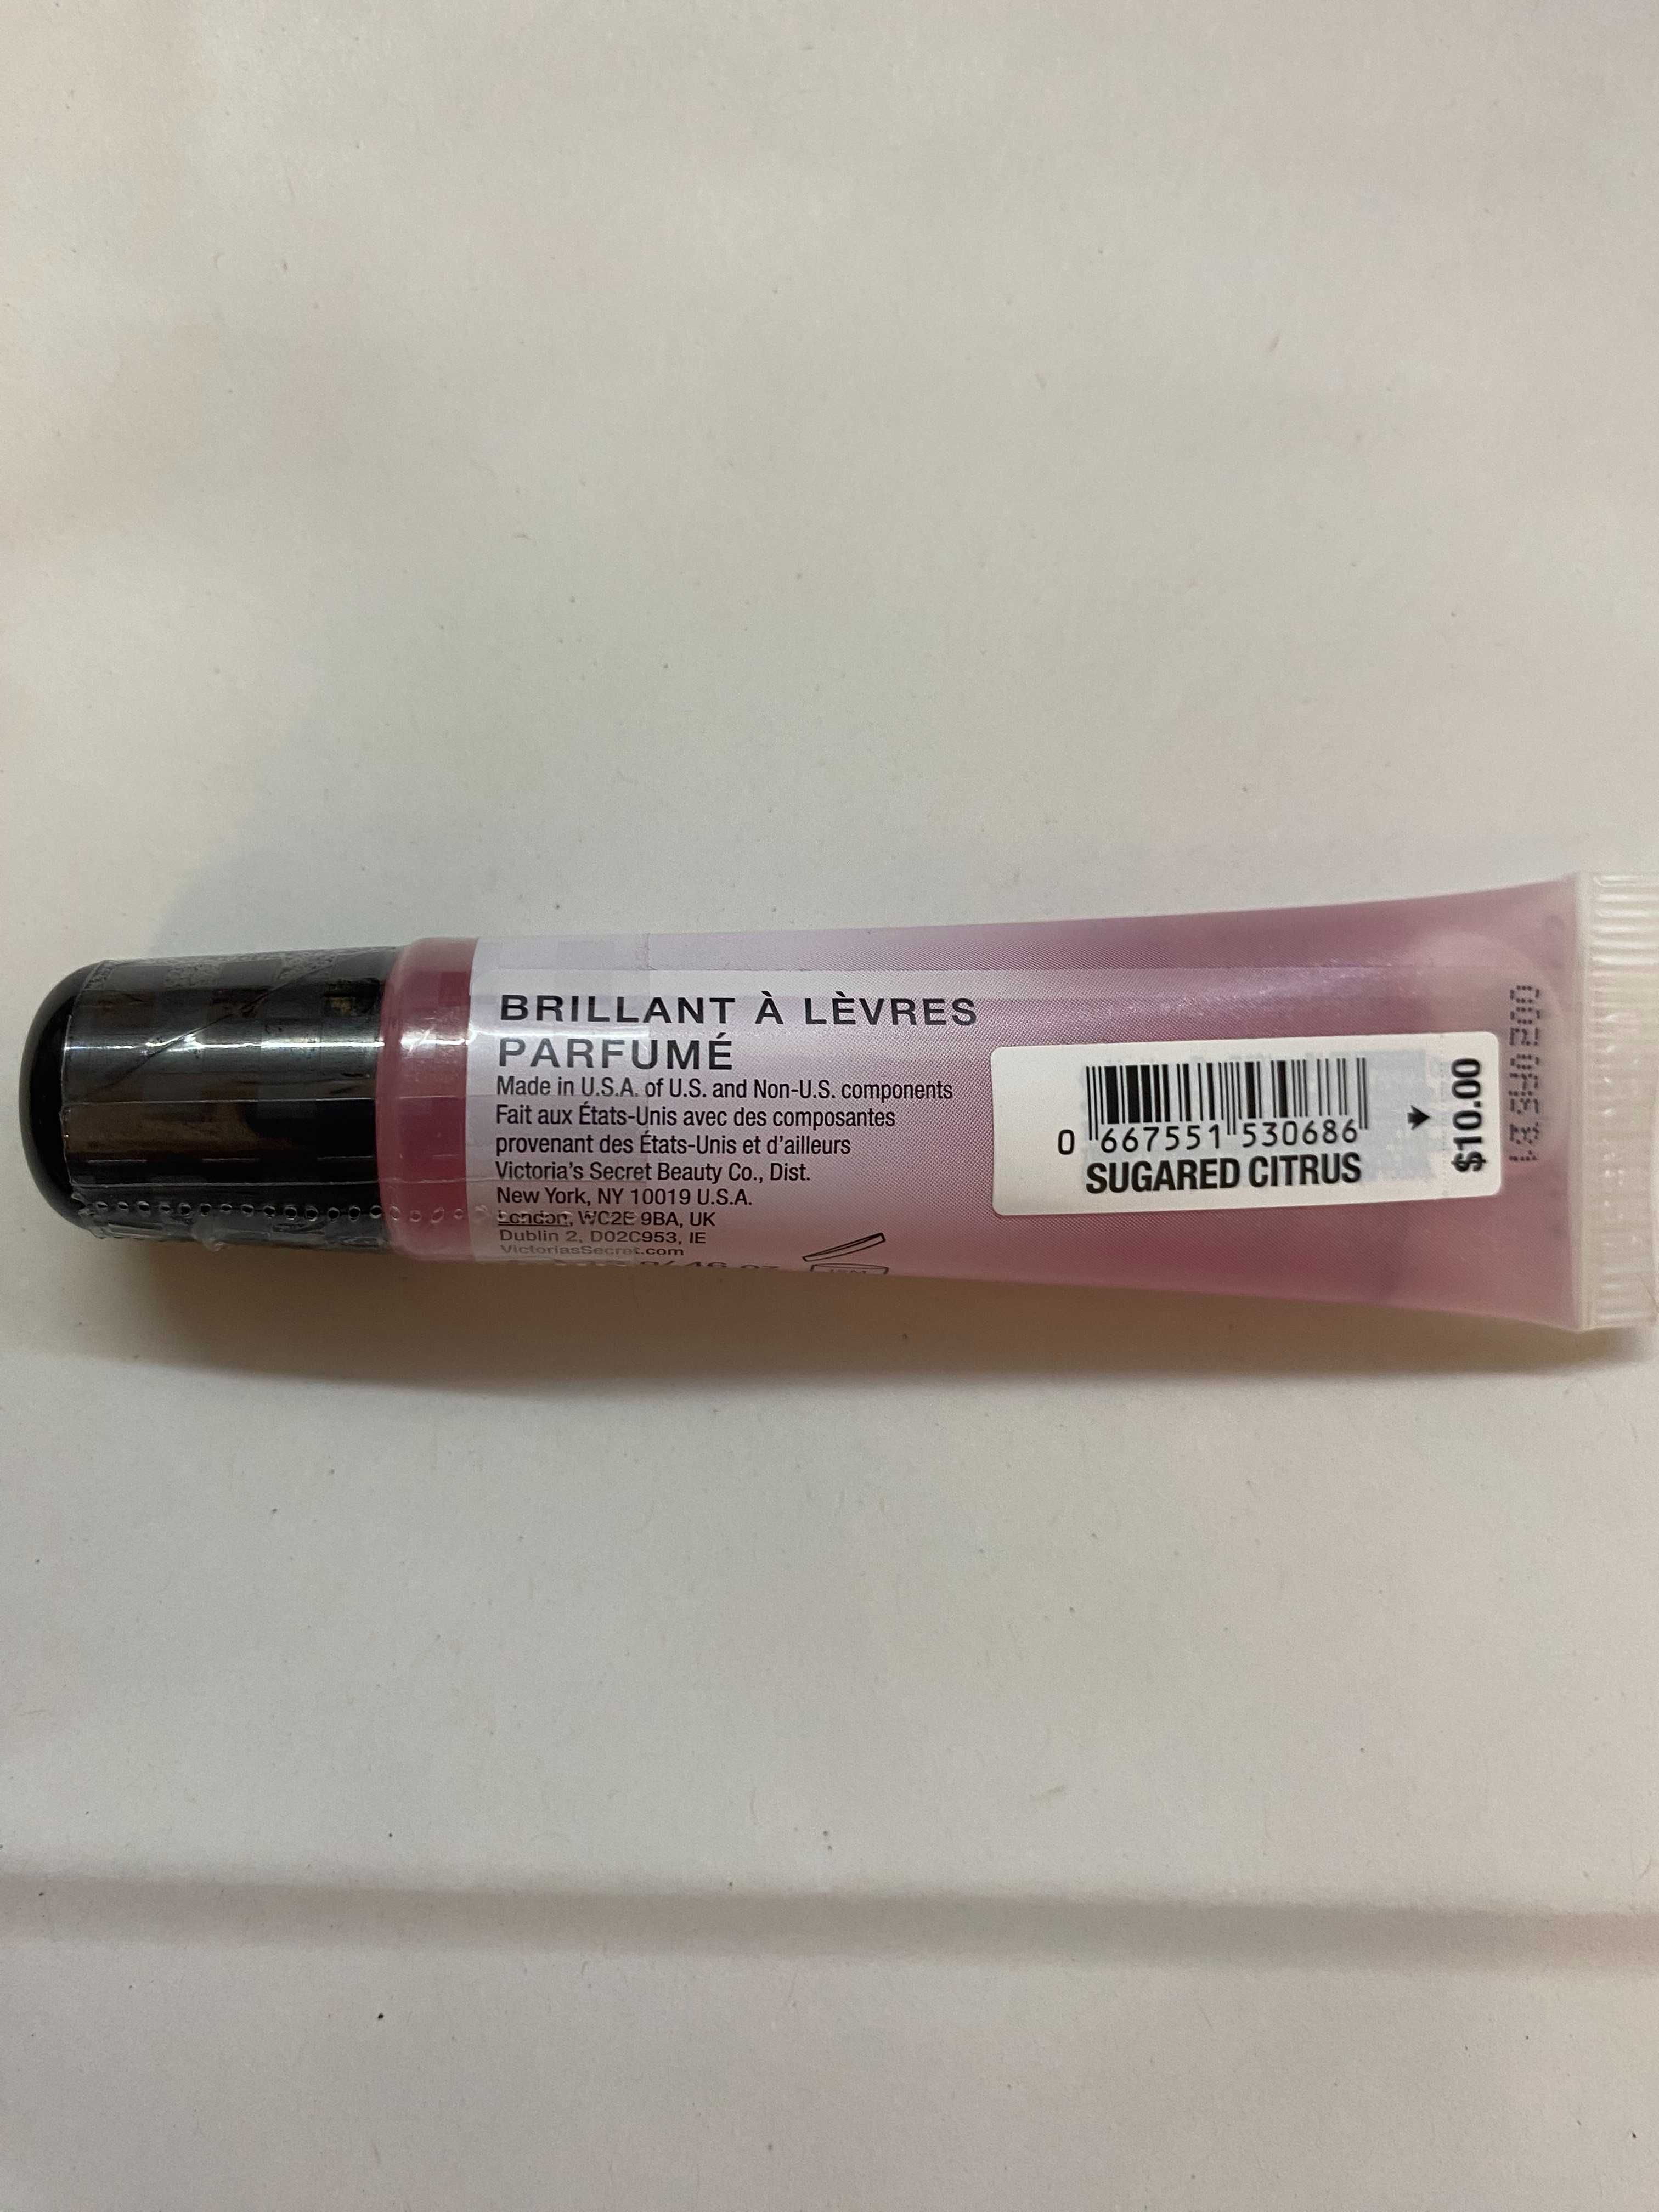 BRILLANT À LÈVRES
PARFUMÉ
Made in U.S.A. of U.S. and Non-U.S. components
Fait aux États-Unis avec des composantes
provenant des États-Unis et d'ailleurs
Victoria's Secret Beauty Co., Dist.
New York, NY 10019 U.S.A.
London, WC2E 9BA, UK
Dublin 2, D02C953, IE
VictoriasSecret.com
0 667551 530686
SUGARED CITRUS
$10.00